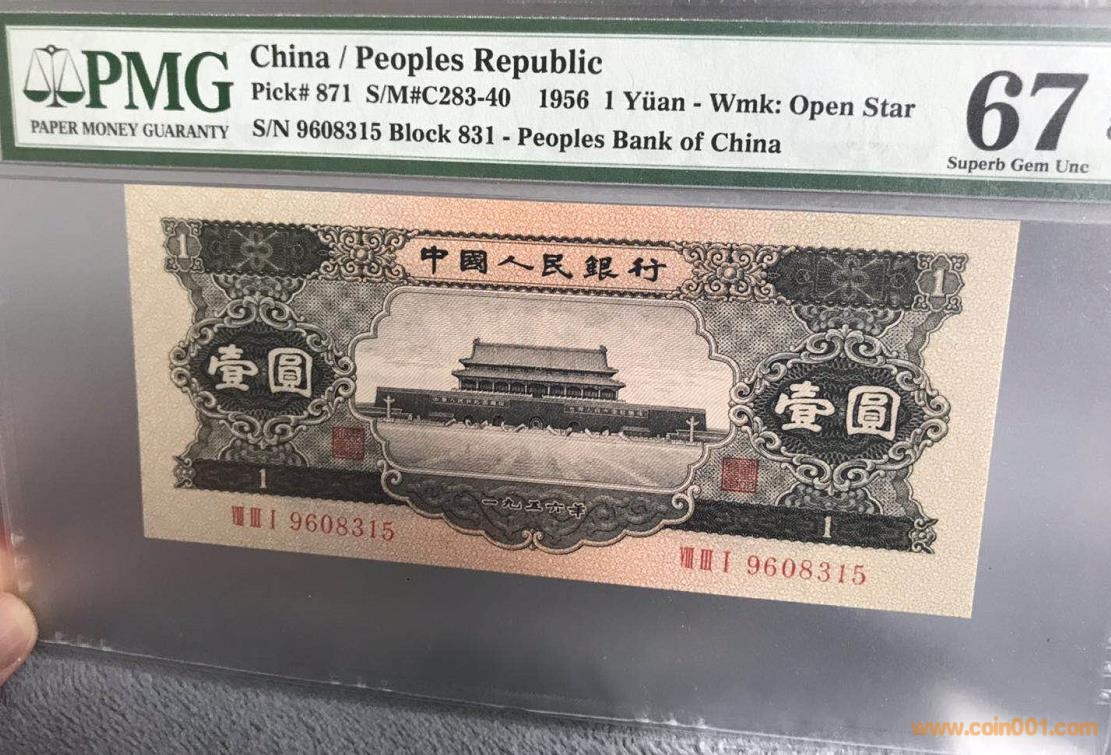 PMG
PAPER MONEY GUARANTY
China / Peoples Republic
Pick# 871 S/M#C283-40 1956 1 Yüan - Wmk: Open Star
S/N 9608315 Block 831 - Peoples Bank of China
67
Superb Gem Unc
1
中國人民銀行
1
壹圓
壹圓
1
一九五六年
1
VIII III I 9608315
VIII III I 9608315
www.coin001.com